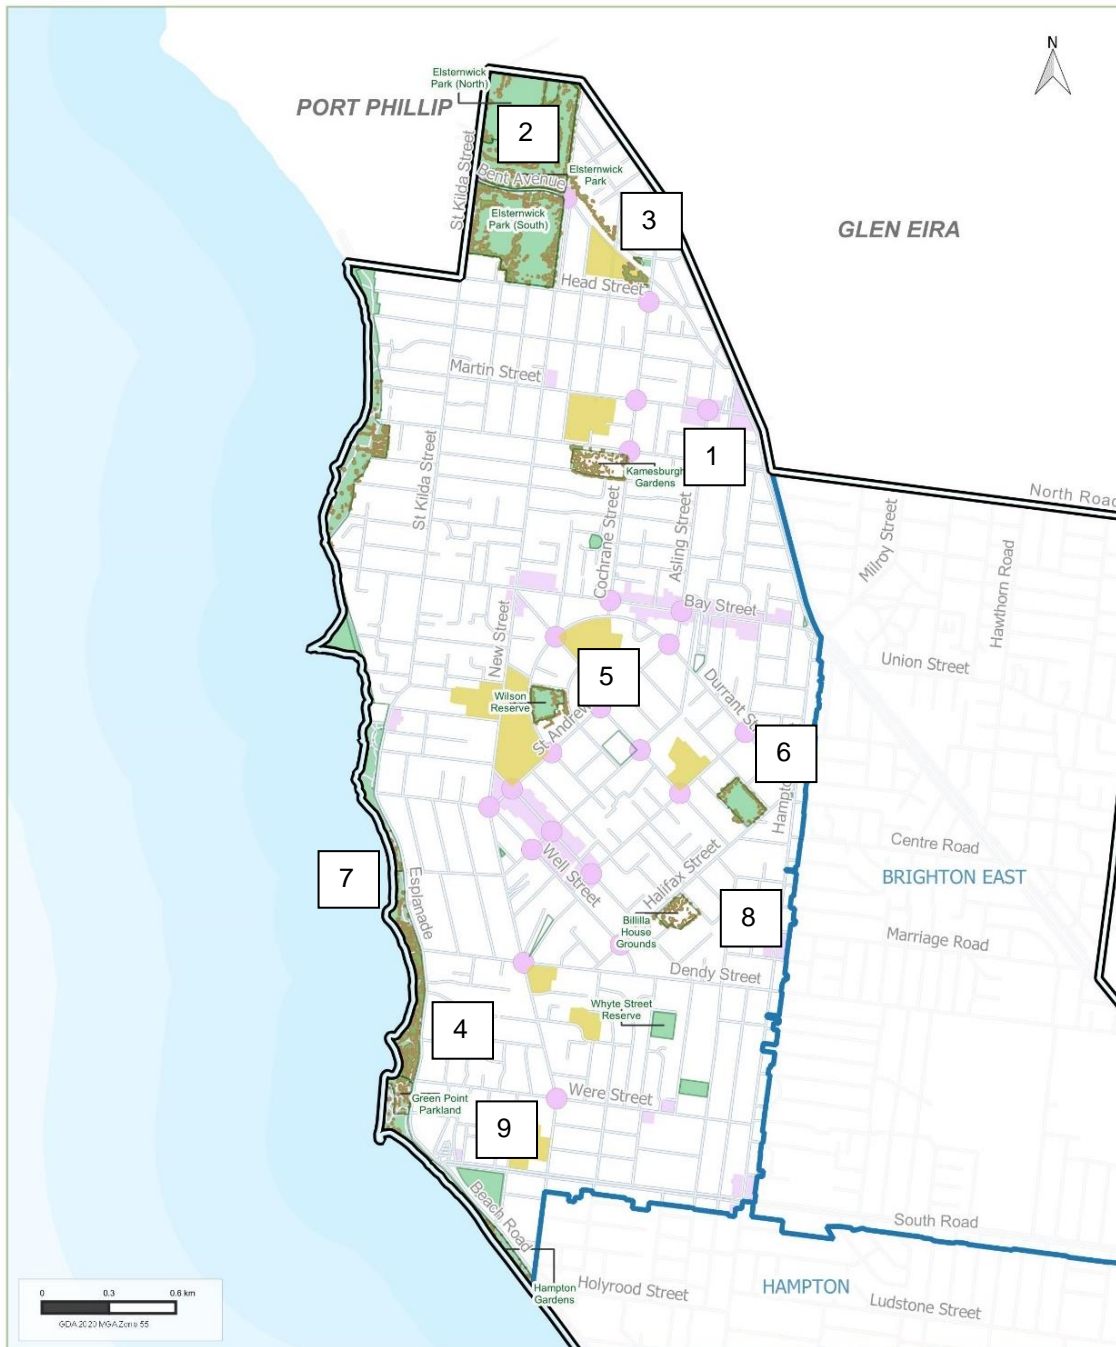 N
Elsternwick
Park (North)
PORT PHILLIP
2
St Kilda Street
Bent Avenue
Elsternwick
Park
Elsternwick
Park (South)
3
GLEN EIRA
Head Street
Martin Street
1
Kamesburgh
Gardens
St Kilda Street
Cochrane Street
Asling Street
North Road
Milroy Street
Hawthorn Road
Bay Street
New Street
Union Street
5
Wilson
Reserve
St Andrew
Durrant Str
6
Hampto
Centre Road
BRIGHTON EAST
7
Esplanade
Well Street
Halifax Street
8
Billilla
House
Grounds
Marriage Road
Dendy Street
Whyte Street
Reserve
4
Green Point
Parkland
Were Street
9
Beach Road
South Road
Hampton
Gardens
Holyrood Street
HAMPTON
Ludstone Street
0 0.3 0.6 km
GDA 2020 MGA Zone 55